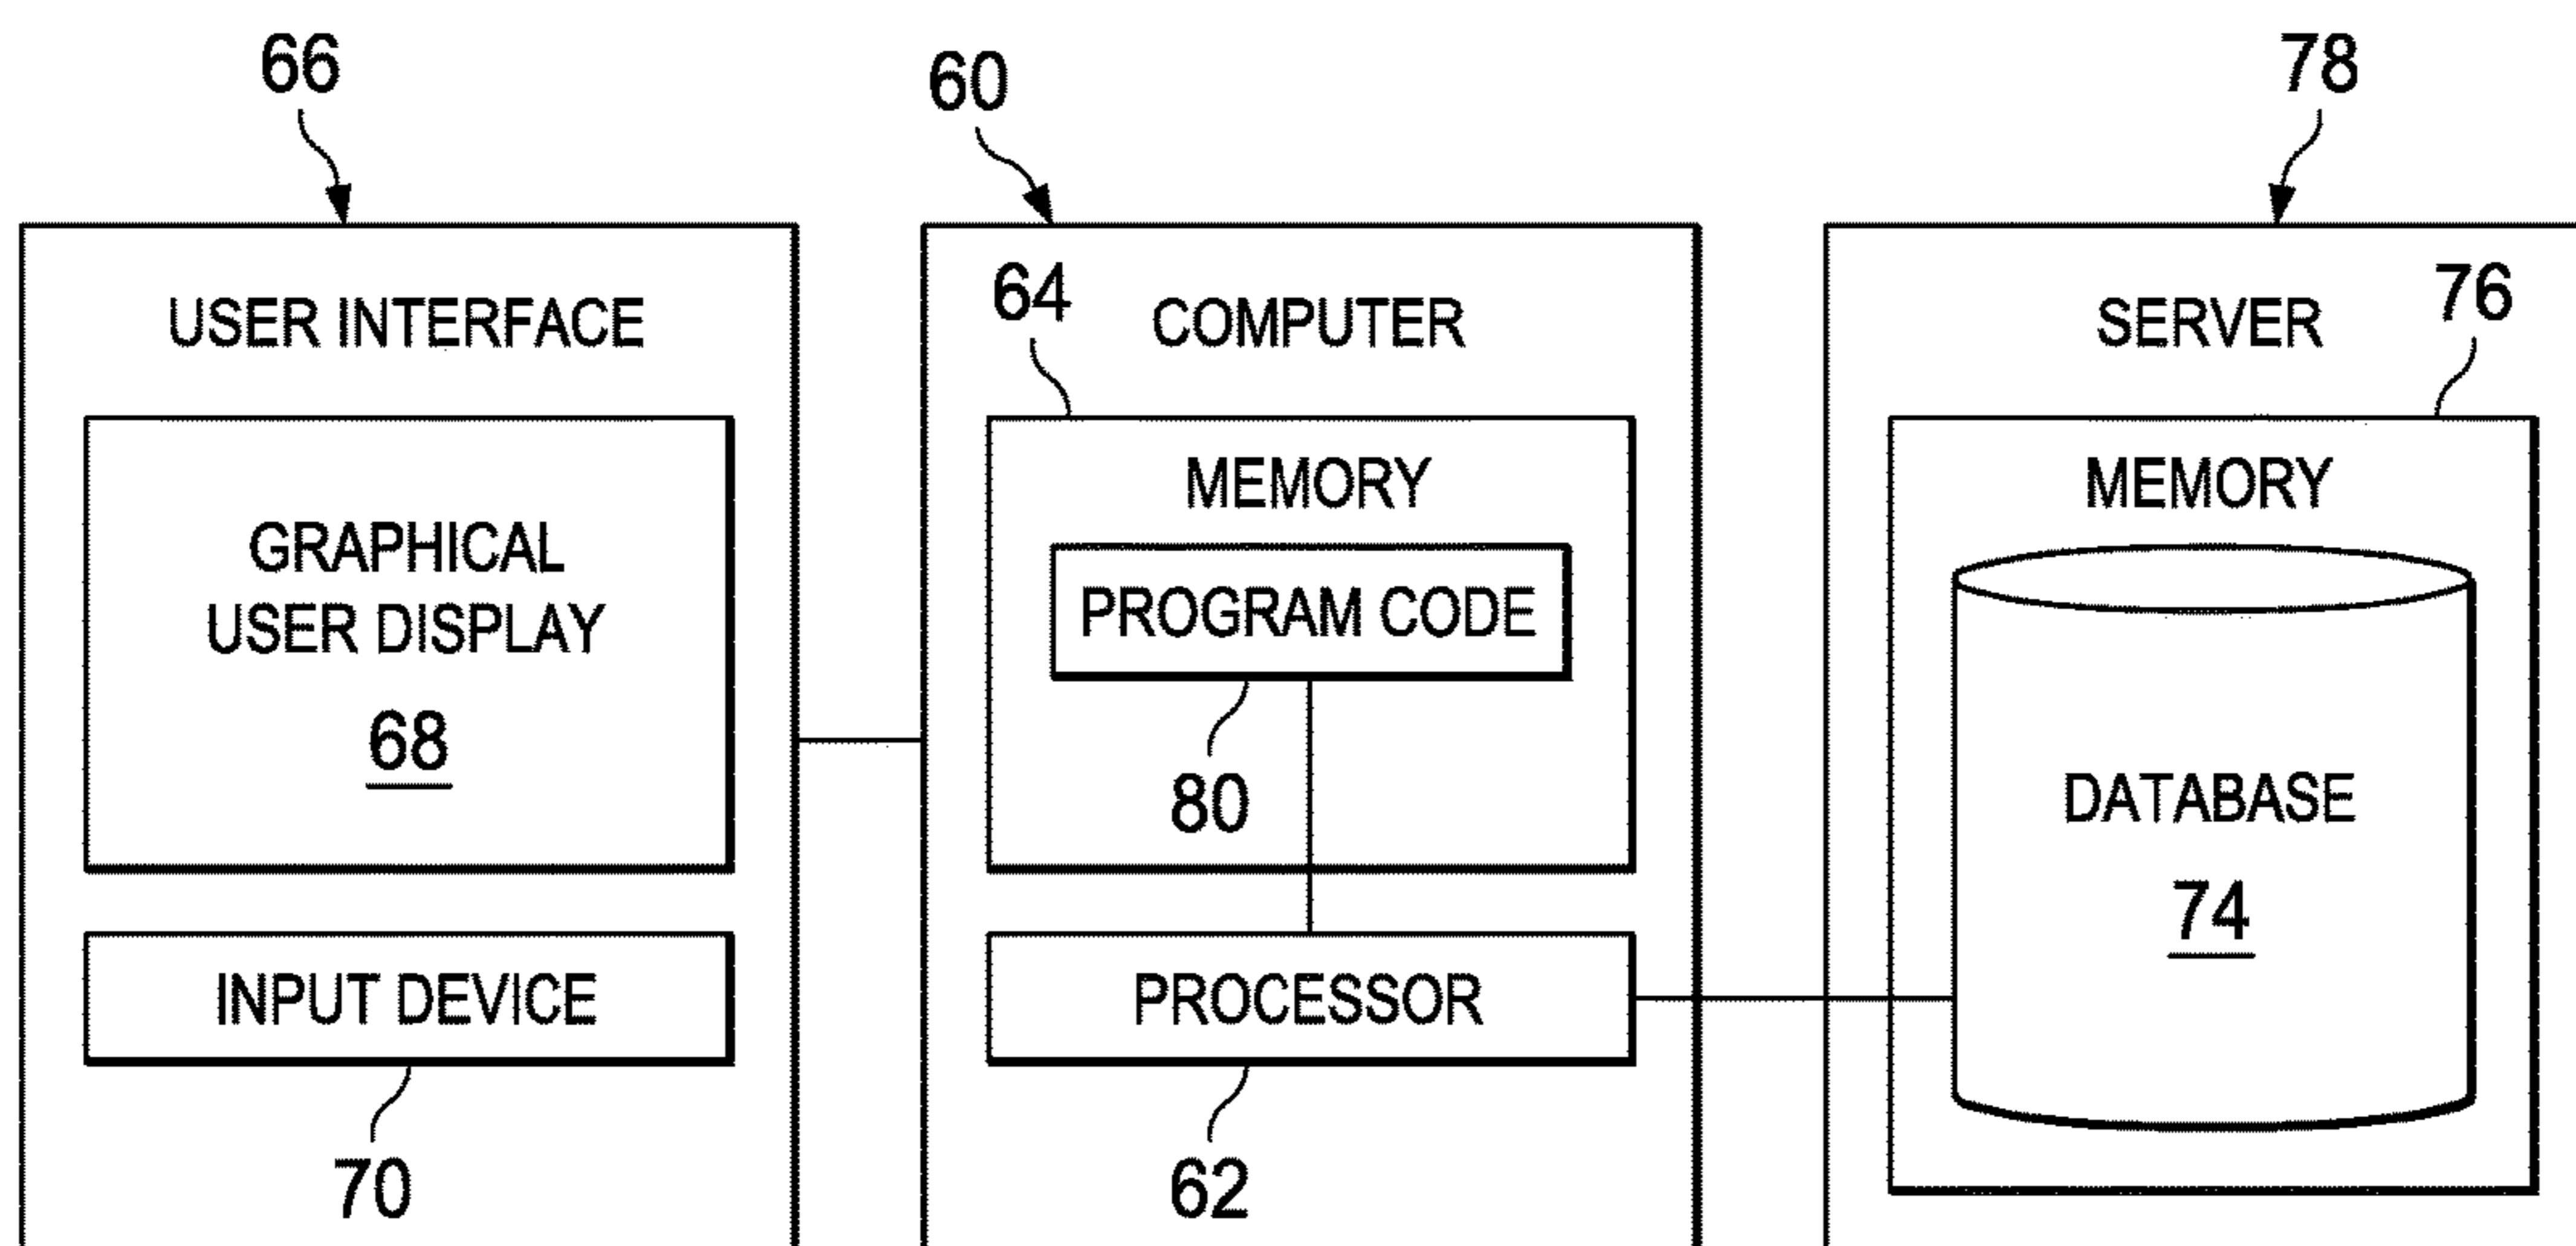 66
60
78
USER INTERFACE
GRAPHICAL
USER DISPLAY
68
INPUT DEVICE
70
COMPUTER
64
MEMORY
PROGRAM CODE
80
PROCESSOR
62
SERVER
76
MEMORY
DATABASE
74